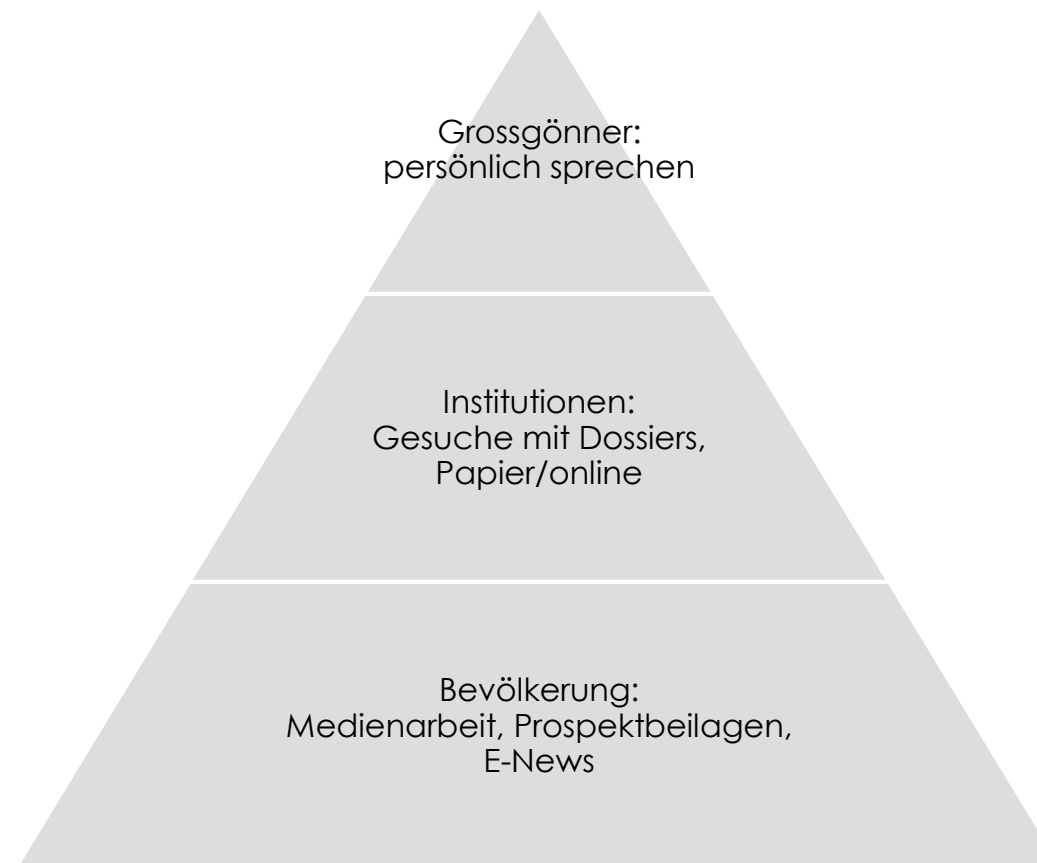 Grossgönner:
persönlich sprechen
Institutionen:
Gesuche mit Dossiers,
Papier/online
Bevölkerung:
Medienarbeit, Prospektbeilagen,
E-News